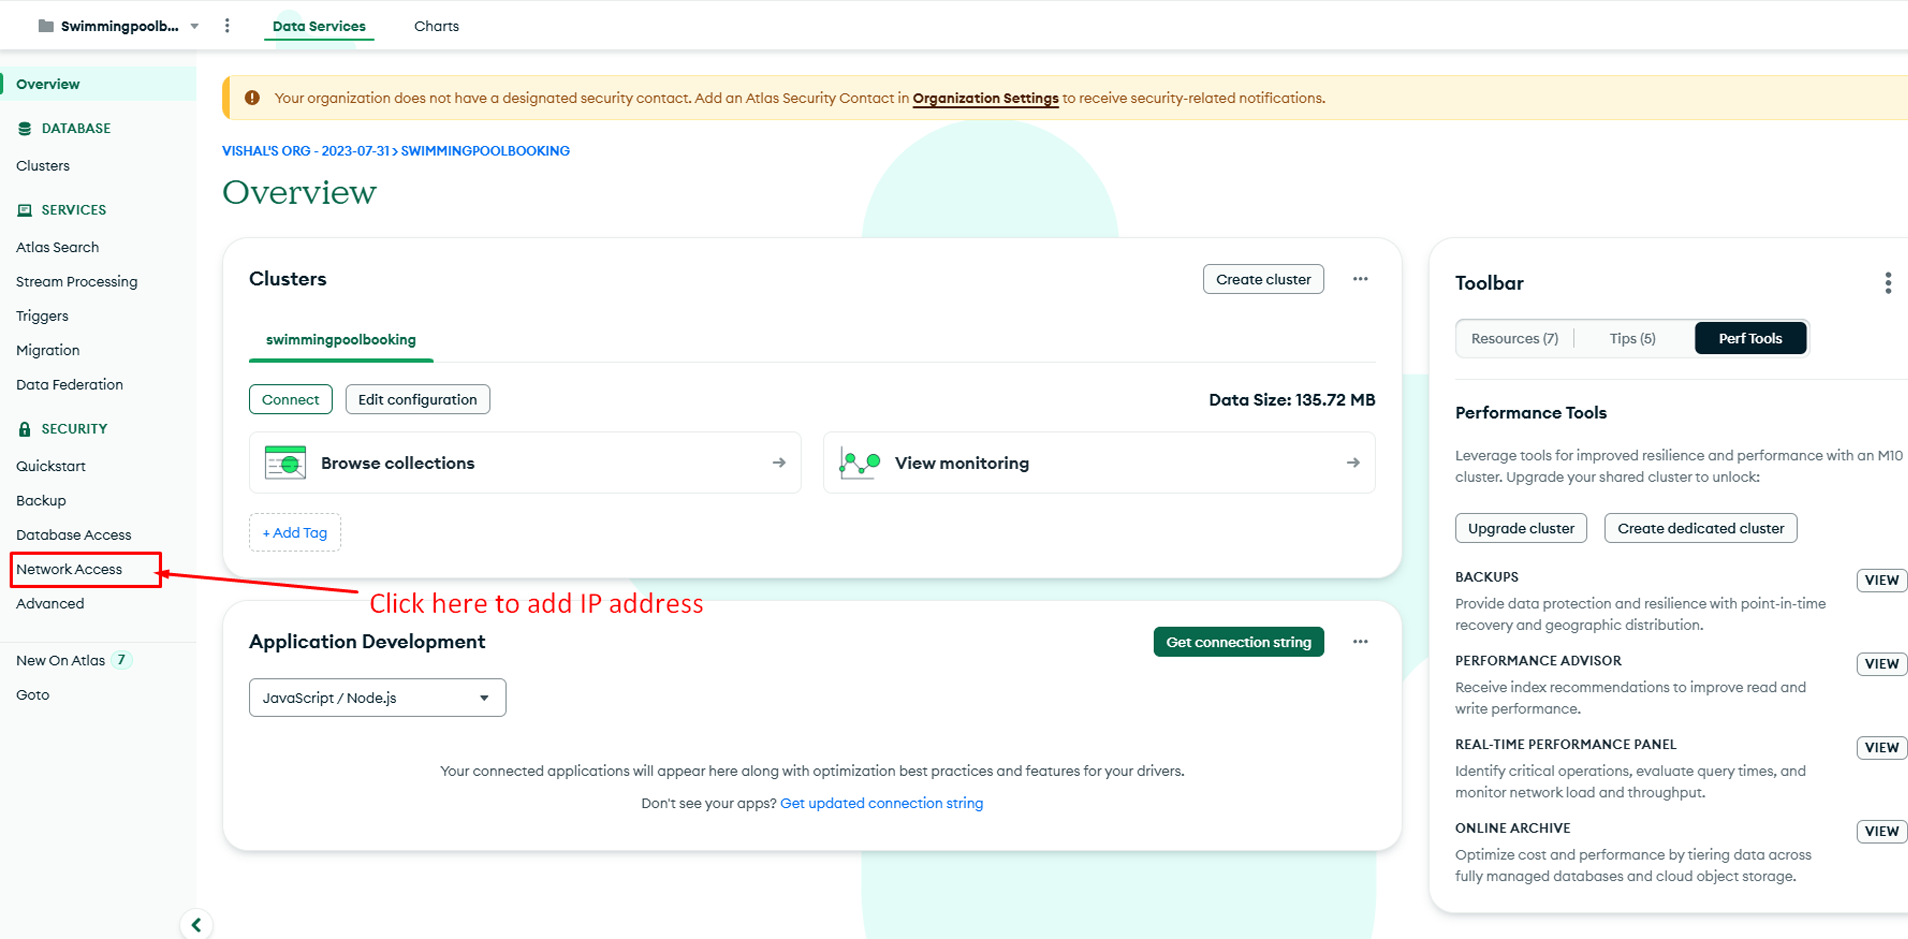 Swimmingpoolb...
Data Services
Charts
Overview
DATABASE
Clusters
SERVICES
Atlas Search
Stream Processing
Triggers
Migration
Data Federation
SECURITY
Quickstart
Backup
Database Access
Network Access
Advanced
New On Atlas 7
Goto
Your organization does not have a designated security contact. Add an Atlas Security Contact in Organization Settings to receive security-related notifications.
VISHAL'S ORG - 2023-07-31 > SWIMMINGPOOLBOOKING
Overview
Clusters
Create cluster
swimmingpoolbooking
Connect
Edit configuration
Data Size: 135.72 MB
Browse collections
View monitoring
+ Add Tag
Click here to add IP address
Application Development
Get connection string
JavaScript / Node.js
Your connected applications will appear here along with optimization best practices and features for your drivers.
Don't see your apps? Get updated connection string
Toolbar
Resources (7)
Tips (5)
Perf Tools
Performance Tools
Leverage tools for improved resilience and performance with an M10
cluster. Upgrade your shared cluster to unlock:
Upgrade cluster
Create dedicated cluster
BACKUPS
VIEW
Provide data protection and resilience with point-in-time
recovery and geographic distribution.
PERFORMANCE ADVISOR
VIEW
Receive index recommendations to improve read and
write performance.
REAL-TIME PERFORMANCE PANEL
VIEW
Identify critical operations, evaluate query times, and
monitor network load and throughput.
ONLINE ARCHIVE
VIEW
Optimize cost and performance by tiering data across
fully managed databases and cloud object storage.